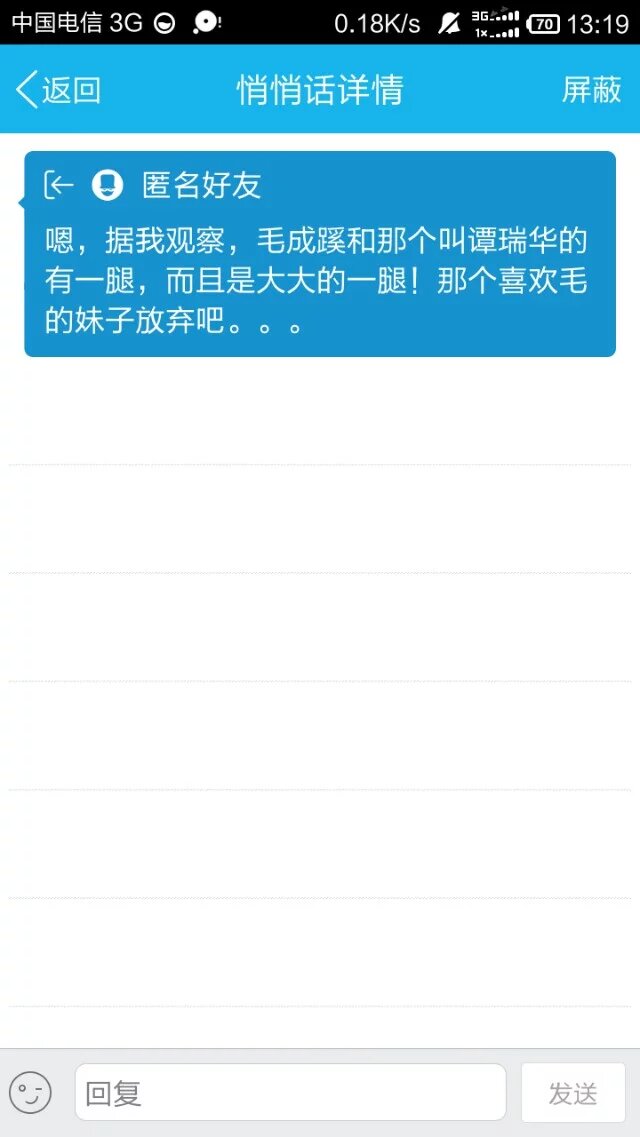 中国电信 3G 0.18K/s 3G 1x 70 13:19
返回 悄悄话详情 屏蔽
匿名好友
嗯，据我观察，毛成蹊和那个叫谭瑞华的
有一腿，而且是大大的一腿！那个喜欢毛
的妹子放弃吧。。。
回复 发送